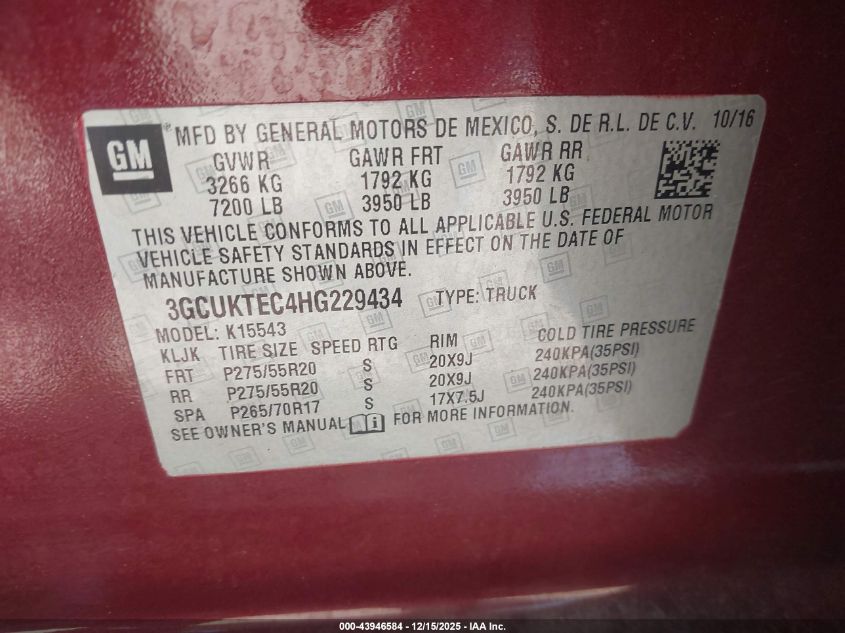 GM ® MFD BY GENERAL MOTORS DE MEXICO, S. DE R.L. DE C.V. 10/16
GVWR GAWR FRT GAWR RR
3266 KG 1792 KG 1792 KG
7200 LB 3950 LB 3950 LB
THIS VEHICLE CONFORMS TO ALL APPLICABLE U.S. FEDERAL MOTOR
VEHICLE SAFETY STANDARDS IN EFFECT ON THE DATE OF
MANUFACTURE SHOWN ABOVE.
3GCUKTEC4HG229434 TYPE: TRUCK
MODEL: K15543
KLJK TIRE SIZE SPEED RTG RIM COLD TIRE PRESSURE
FRT P275/55R20 S 20X9J 240KPA(35PSI)
RR P275/55R20 S 20X9J 240KPA(35PSI)
SPA P265/70R17 S 17X7.5J 240KPA(35PSI)
SEE OWNER'S MANUAL i FOR MORE INFORMATION.
000-43946584 - 12/15/2025 - IAA Inc.